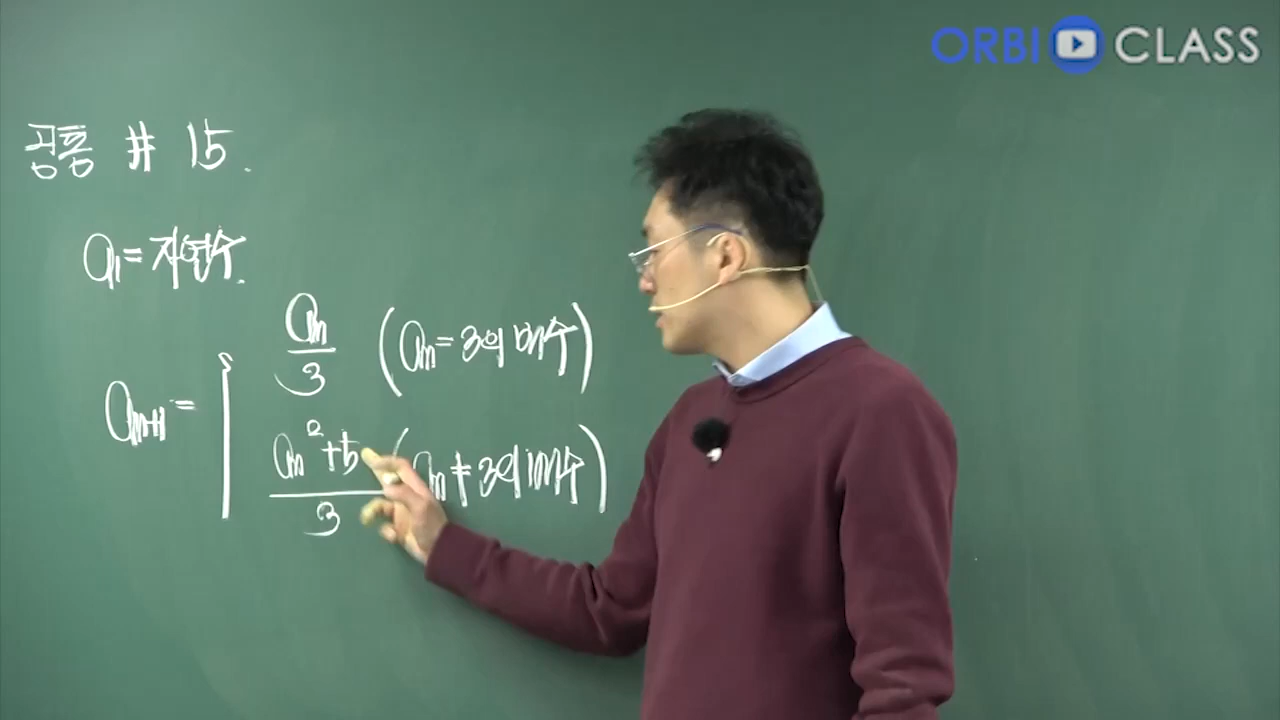 ORBI CLASS
공통 # 15.
a₁ = 자연수.
aₙ₊₁ = { aₙ/3 (aₙ = 3의 배수)
(aₙ²+5)/3 (aₙ ≠ 3의 배수)